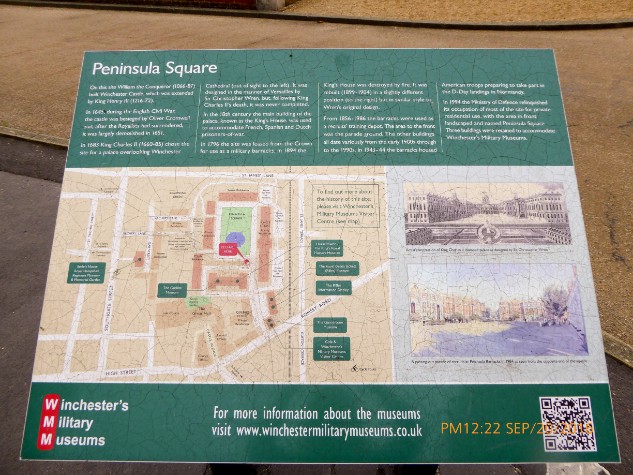 Peninsula Square
On this site William the Conqueror (1066-87)
built Winchester Castle, which was extended
by King Henry III (1216-72).
In 1645, during the English Civil War,
the castle was besieged by Oliver Cromwell
and, after the Royalists had surrendered,
it was largely demolished in 1651.
In 1682 King Charles II (1660-85) chose the
site for a palace overlooking Winchester
Cathedral (out of sight to the left). It was
designed in the manner of Versailles by
Sir Christopher Wren, but, following King
Charles II's death, it was never completed.
In the 18th century the main building of the
palace, known as the King's House, was used
to accommodate French, Spanish and Dutch
prisoners-of-war.
In 1796 the site was leased from the Crown
for use as a military barracks. In 1894 the
King's House was destroyed by fire. It was
rebuilt (1899-1904) in a slightly different
position (to the right) but in similar style to
Wren's original design.
From 1856-1986 the barracks were used as
a recruits' training depot. The area to the front
was the parade ground. The other buildings
all date variously from the early 1900s through
to the 1990s. In 1943-44 the barracks housed
American troops preparing to take part in
the D-Day landings in Normandy.
In 1994 the Ministry of Defence relinquished
its occupation of most of the site for private
residential use, with the area in front
landscaped and named Peninsula Square.
Three buildings were retained to accommodate
Winchester's Military Museums.
To find out more about
the history of this site,
please visit Winchester's
Military Museums Visitor
Centre (see map)
ST JAMES' LANE
SOUTHGATE STREET
ROMSEY ROAD
HIGH STREET
Winchester's
Military
Museums
For more information about the museums
visit www.winchestermilitarymuseums.co.uk